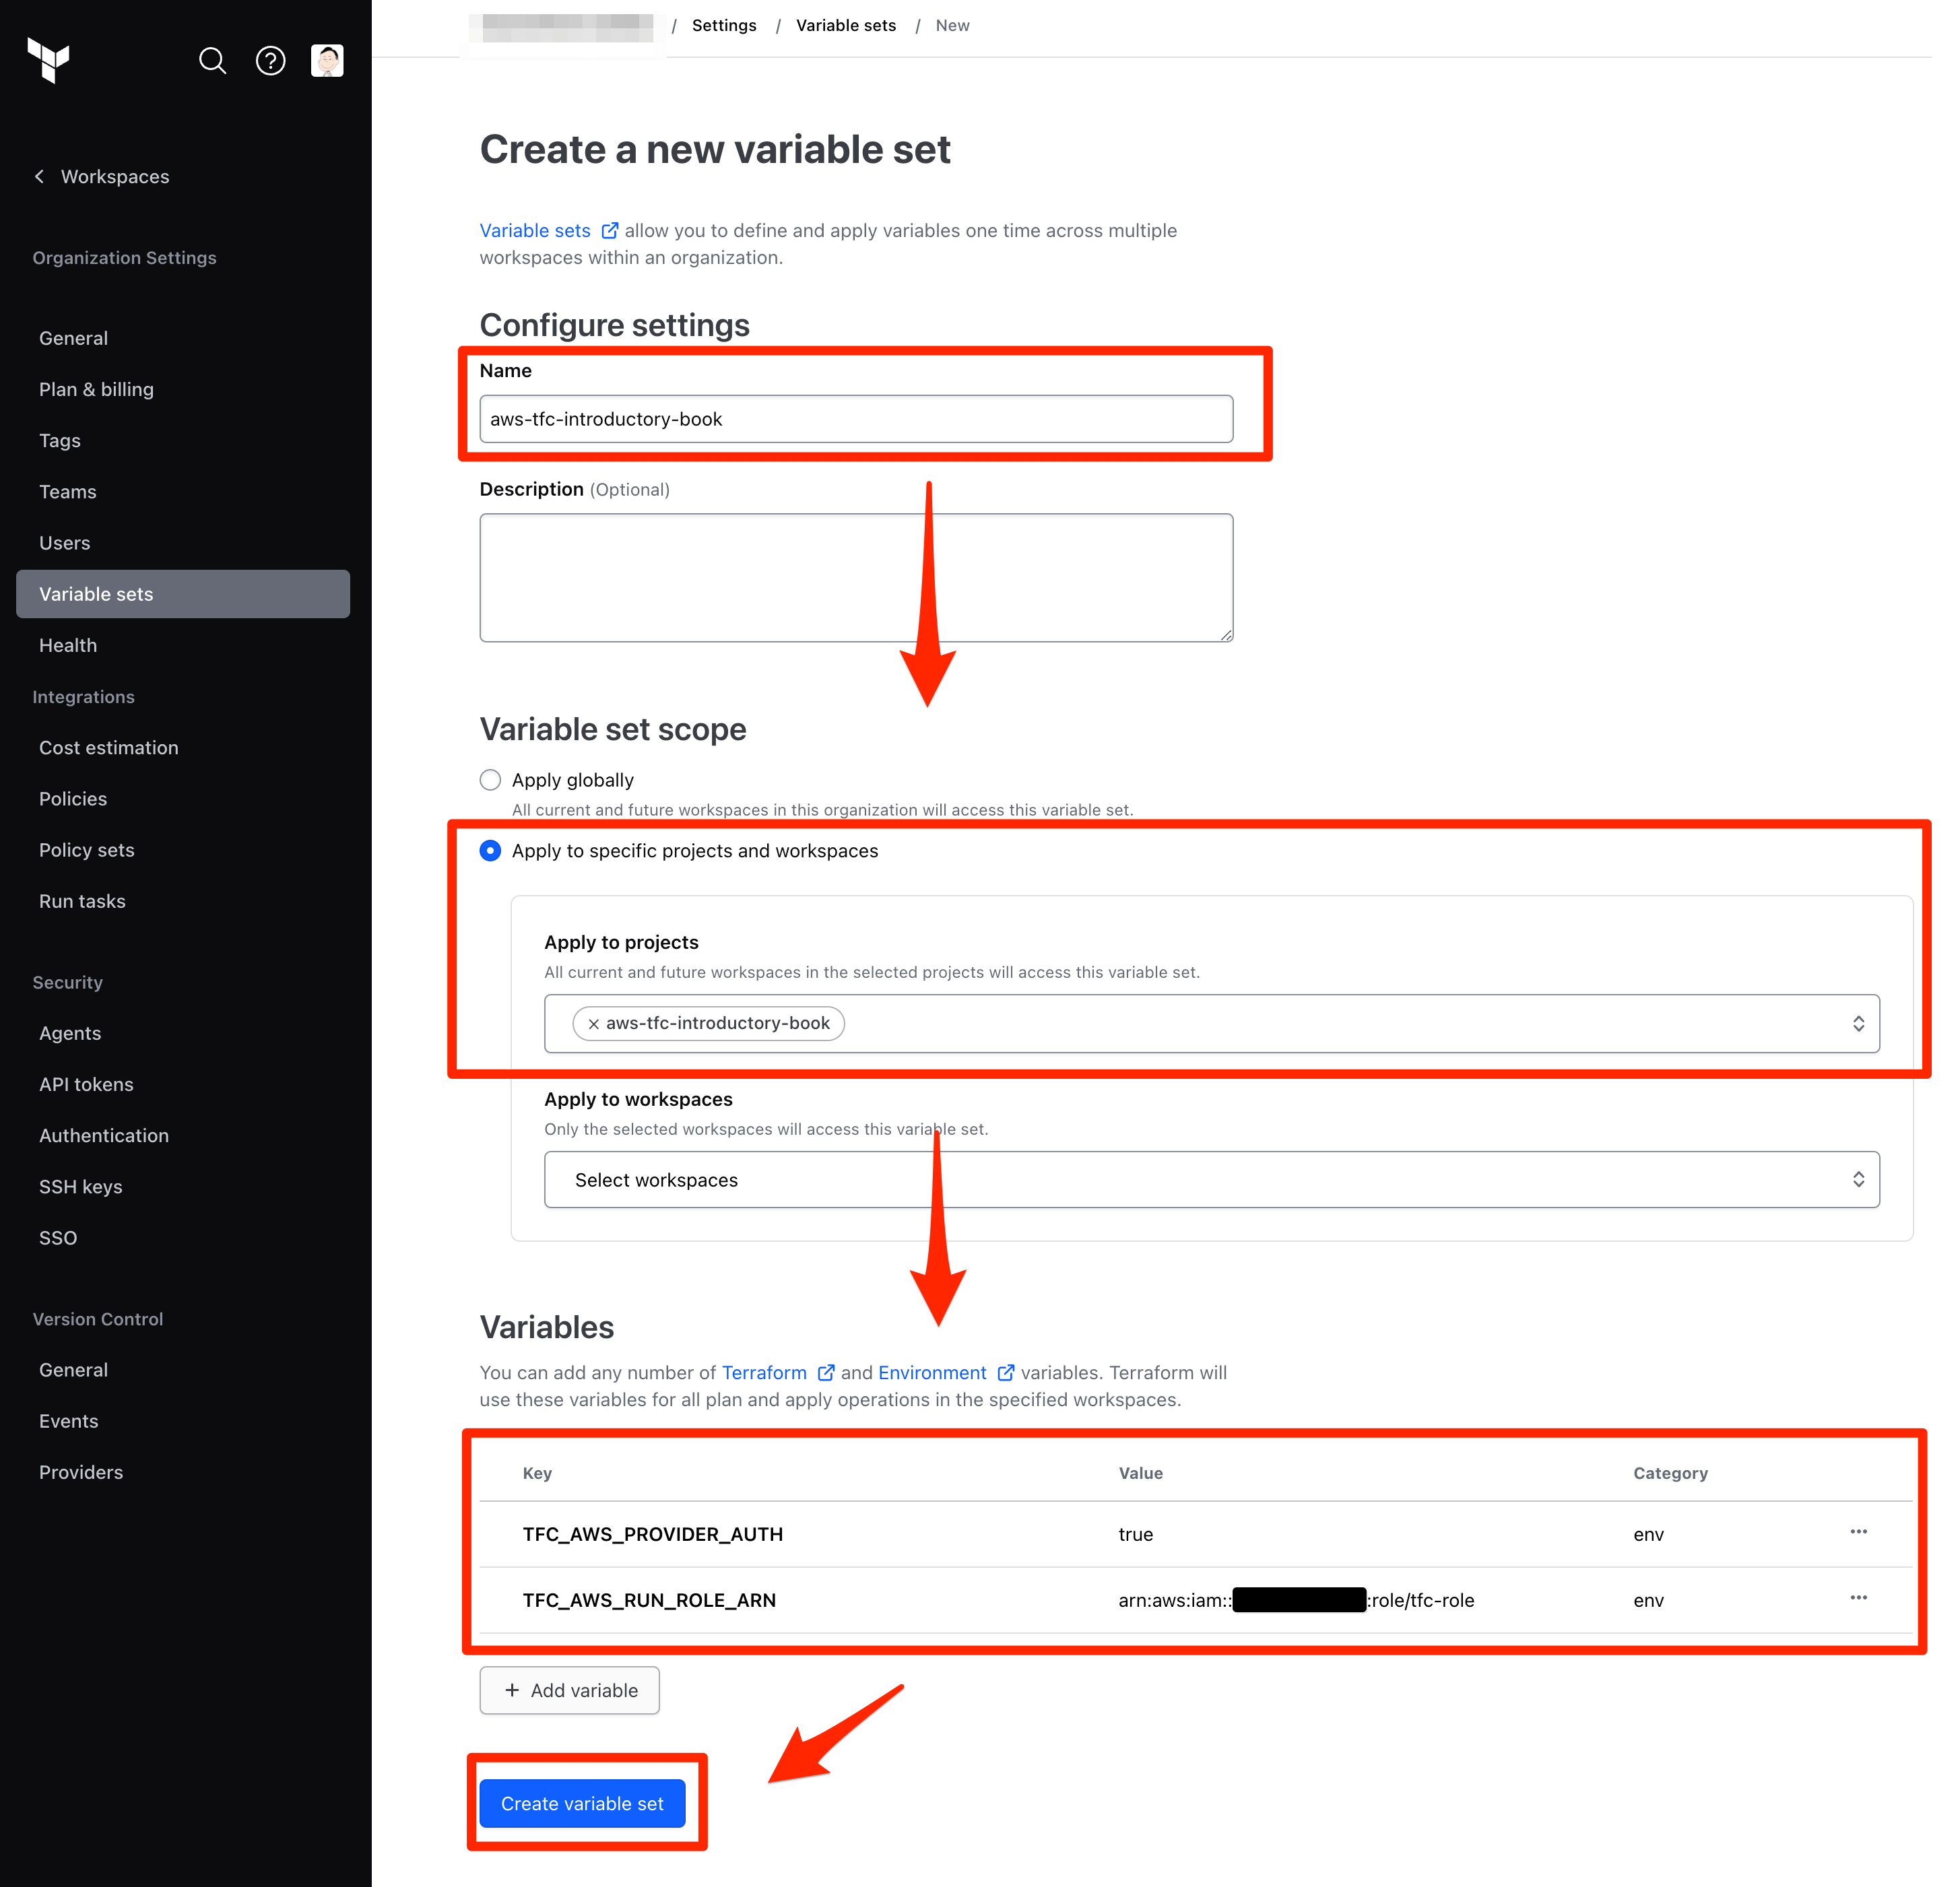 Workspaces
Organization Settings
General
Plan & billing
Tags
Teams
Users
Variable sets
Health
Integrations
Cost estimation
Policies
Policy sets
Run tasks
Security
Agents
API tokens
Authentication
SSH keys
SSO
Version Control
General
Events
Providers
/ Settings / Variable sets / New
Create a new variable set
Variable sets allow you to define and apply variables one time across multiple
workspaces within an organization.
Configure settings
Name
aws-tfc-introductory-book
Description (Optional)
Variable set scope
Apply globally
All current and future workspaces in this organization will access this variable set.
Apply to specific projects and workspaces
Apply to projects
All current and future workspaces in the selected projects will access this variable set.
× aws-tfc-introductory-book
Apply to workspaces
Only the selected workspaces will access this variable set.
Select workspaces
Variables
You can add any number of Terraform and Environment variables. Terraform will
use these variables for all plan and apply operations in the specified workspaces.
Key Value Category
TFC_AWS_PROVIDER_AUTH true env ...
TFC_AWS_RUN_ROLE_ARN arn:aws:iam:: :role/tfc-role env ...
+ Add variable
Create variable set